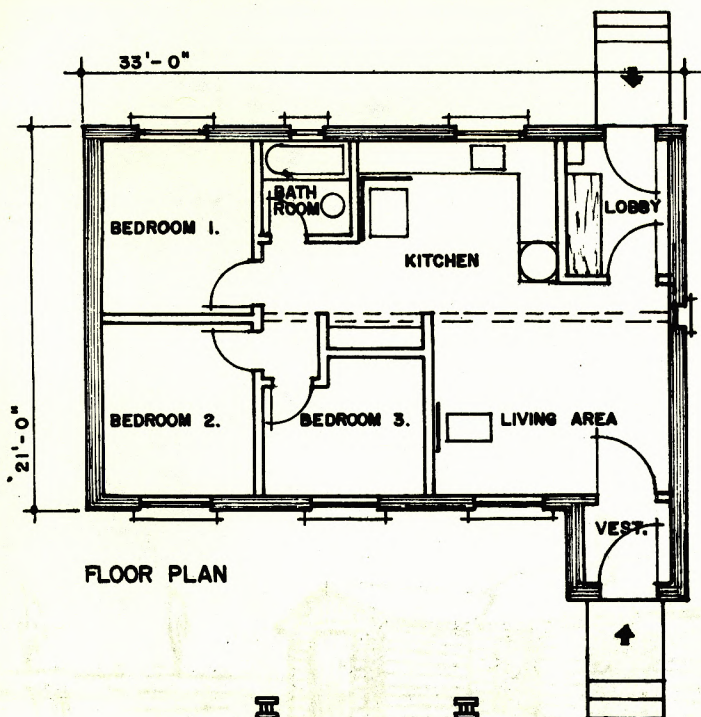 33'-0"
BATH
ROOM
LOBBY
BEDROOM 1.
KITCHEN
21'-0"
BEDROOM 2.
BEDROOM 3.
LIVING AREA
VEST.
FLOOR PLAN